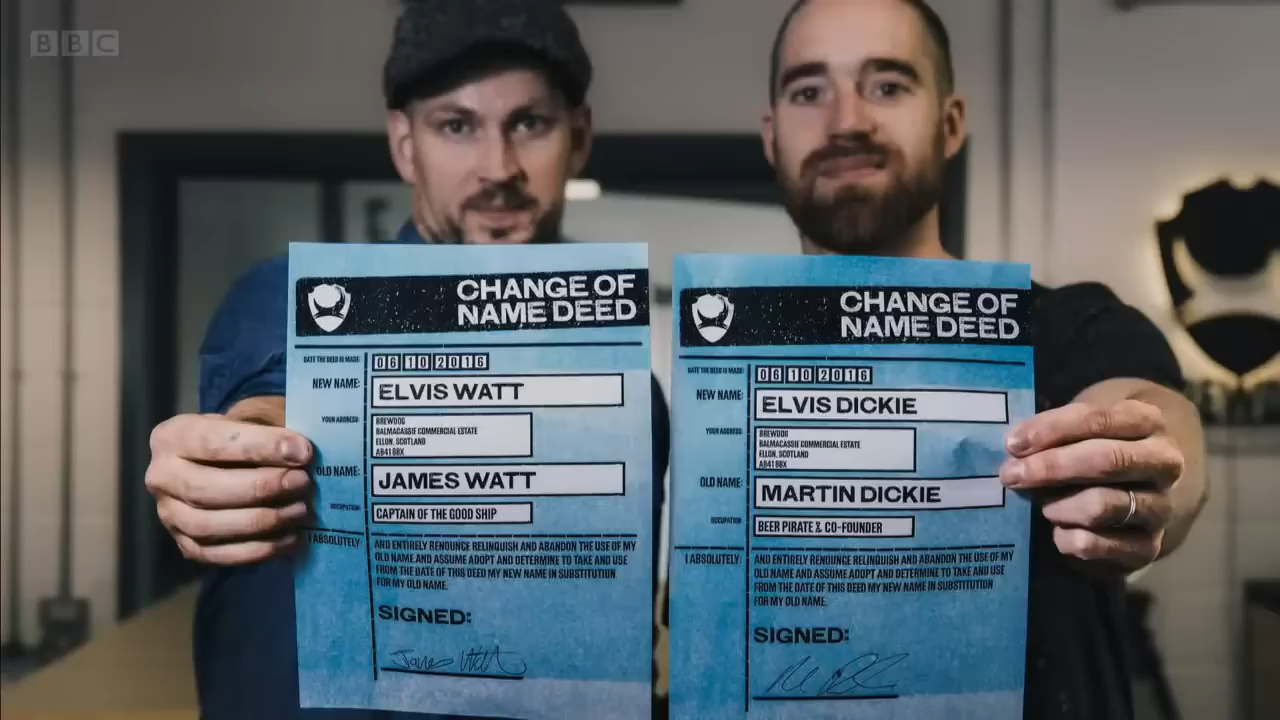 BBC
CHANGE OF
NAME DEED
DATE THE DEED IS MADE:
06 10 2016
NEW NAME:
ELVIS WATT
YOUR ADDRESS:
BREWDOG
BALMACASSIE COMMERCIAL ESTATE
ELLON, SCOTLAND
AB41 8BX
OLD NAME:
JAMES WATT
OCCUPATION:
CAPTAIN OF THE GOOD SHIP
I ABSOLUTELY:
AND ENTIRELY RENOUNCE RELINQUISH AND ABANDON THE USE OF MY
OLD NAME AND ASSUME ADOPT AND DETERMINE TO TAKE AND USE
FROM THE DATE OF THIS DEED MY NEW NAME IN SUBSTITUTION
FOR MY OLD NAME.
SIGNED:
James Watt
CHANGE OF
NAME DEED
DATE THE DEED IS MADE:
06 10 2016
NEW NAME:
ELVIS DICKIE
YOUR ADDRESS:
BREWDOG
BALMACASSIE COMMERCIAL ESTATE
ELLON, SCOTLAND
AB41 8BX
OLD NAME:
MARTIN DICKIE
OCCUPATION:
BEER PIRATE & CO-FOUNDER
I ABSOLUTELY:
AND ENTIRELY RENOUNCE RELINQUISH AND ABANDON THE USE OF MY
OLD NAME AND ASSUME ADOPT AND DETERMINE TO TAKE AND USE
FROM THE DATE OF THIS DEED MY NEW NAME IN SUBSTITUTION
FOR MY OLD NAME.
SIGNED: